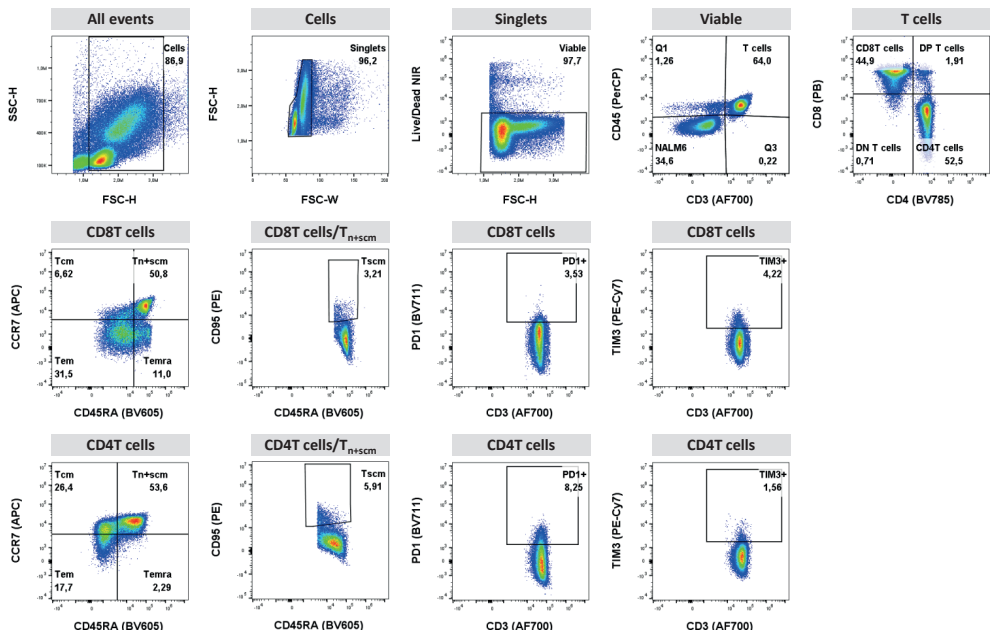 All events
Cells
Singlets
Viable
T cells
Cells
86,9
Singlets
96,2
Viable
97,7
Q1
1,26
T cells
64,0
NALM6
34,6
Q3
0,22
CD8T cells
44,9
DP T cells
1,91
DN T cells
0,71
CD4T cells
52,5
SSC-H
FSC-H
FSC-H
FSC-W
Live/Dead NIR
FSC-H
CD45 (PerCP)
CD3 (AF700)
CD8 (PB)
CD4 (BV785)
CD8T cells
CD8T cells/Tn+scm
CD8T cells
CD8T cells
Tcm
6,62
Tn+scm
50,8
Tem
31,5
Temra
11,0
Tscm
3,21
PD1+
3,53
TIM3+
4,22
CCR7 (APC)
CD45RA (BV605)
CD95 (PE)
CD45RA (BV605)
PD1 (BV711)
CD3 (AF700)
TIM3 (PE-Cy7)
CD3 (AF700)
CD4T cells
CD4T cells/Tn+scm
CD4T cells
CD4T cells
Tcm
26,4
Tn+scm
53,6
Tem
17,7
Temra
2,29
Tscm
5,91
PD1+
8,25
TIM3+
1,56
CCR7 (APC)
CD45RA (BV605)
CD95 (PE)
CD45RA (BV605)
PD1 (BV711)
CD3 (AF700)
TIM3 (PE-Cy7)
CD3 (AF700)